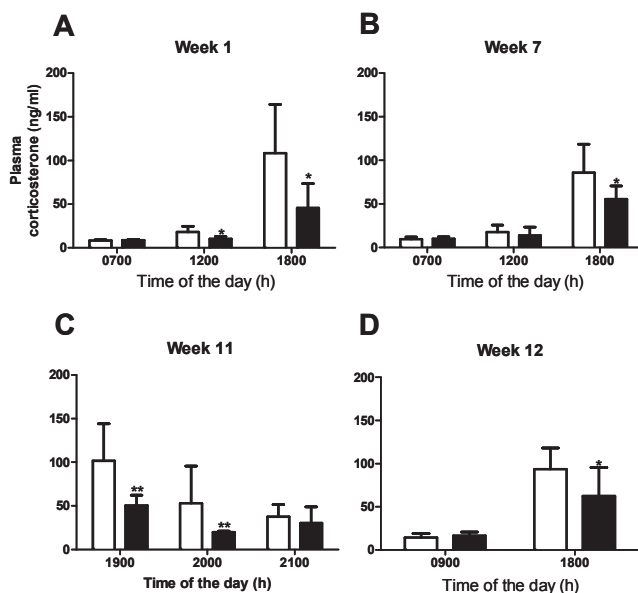 A
Week 1
Plasma
corticosterone (ng/ml)
200
150
100
50
0
*
*
0700 1200 1800
Time of the day (h)
B
Week 7
200
150
100
50
0
*
0700 1200 1800
Time of the day (h)
C
Week 11
200
150
100
50
0
**
**
1900 2000 2100
Time of the day (h)
D
Week 12
200
150
100
50
0
*
0900 1800
Time of the day (h)